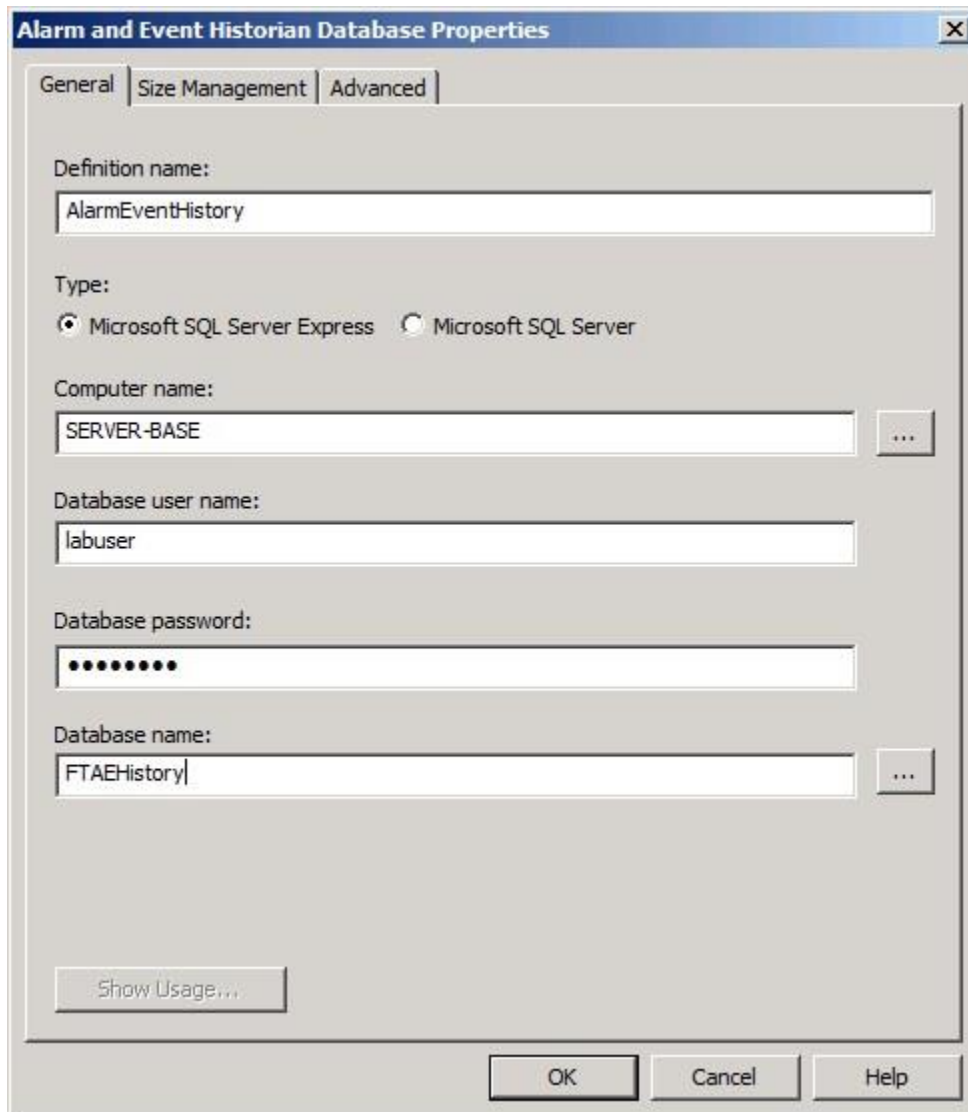 Alarm and Event Historian Database Properties
General Size Management Advanced
Definition name:
AlarmEventHistory
Type:
Microsoft SQL Server Express Microsoft SQL Server
Computer name:
SERVER-BASE
...
Database user name:
labuser
Database password:
••••••••
Database name:
FTAEHistory
...
Show Usage...
OK Cancel Help